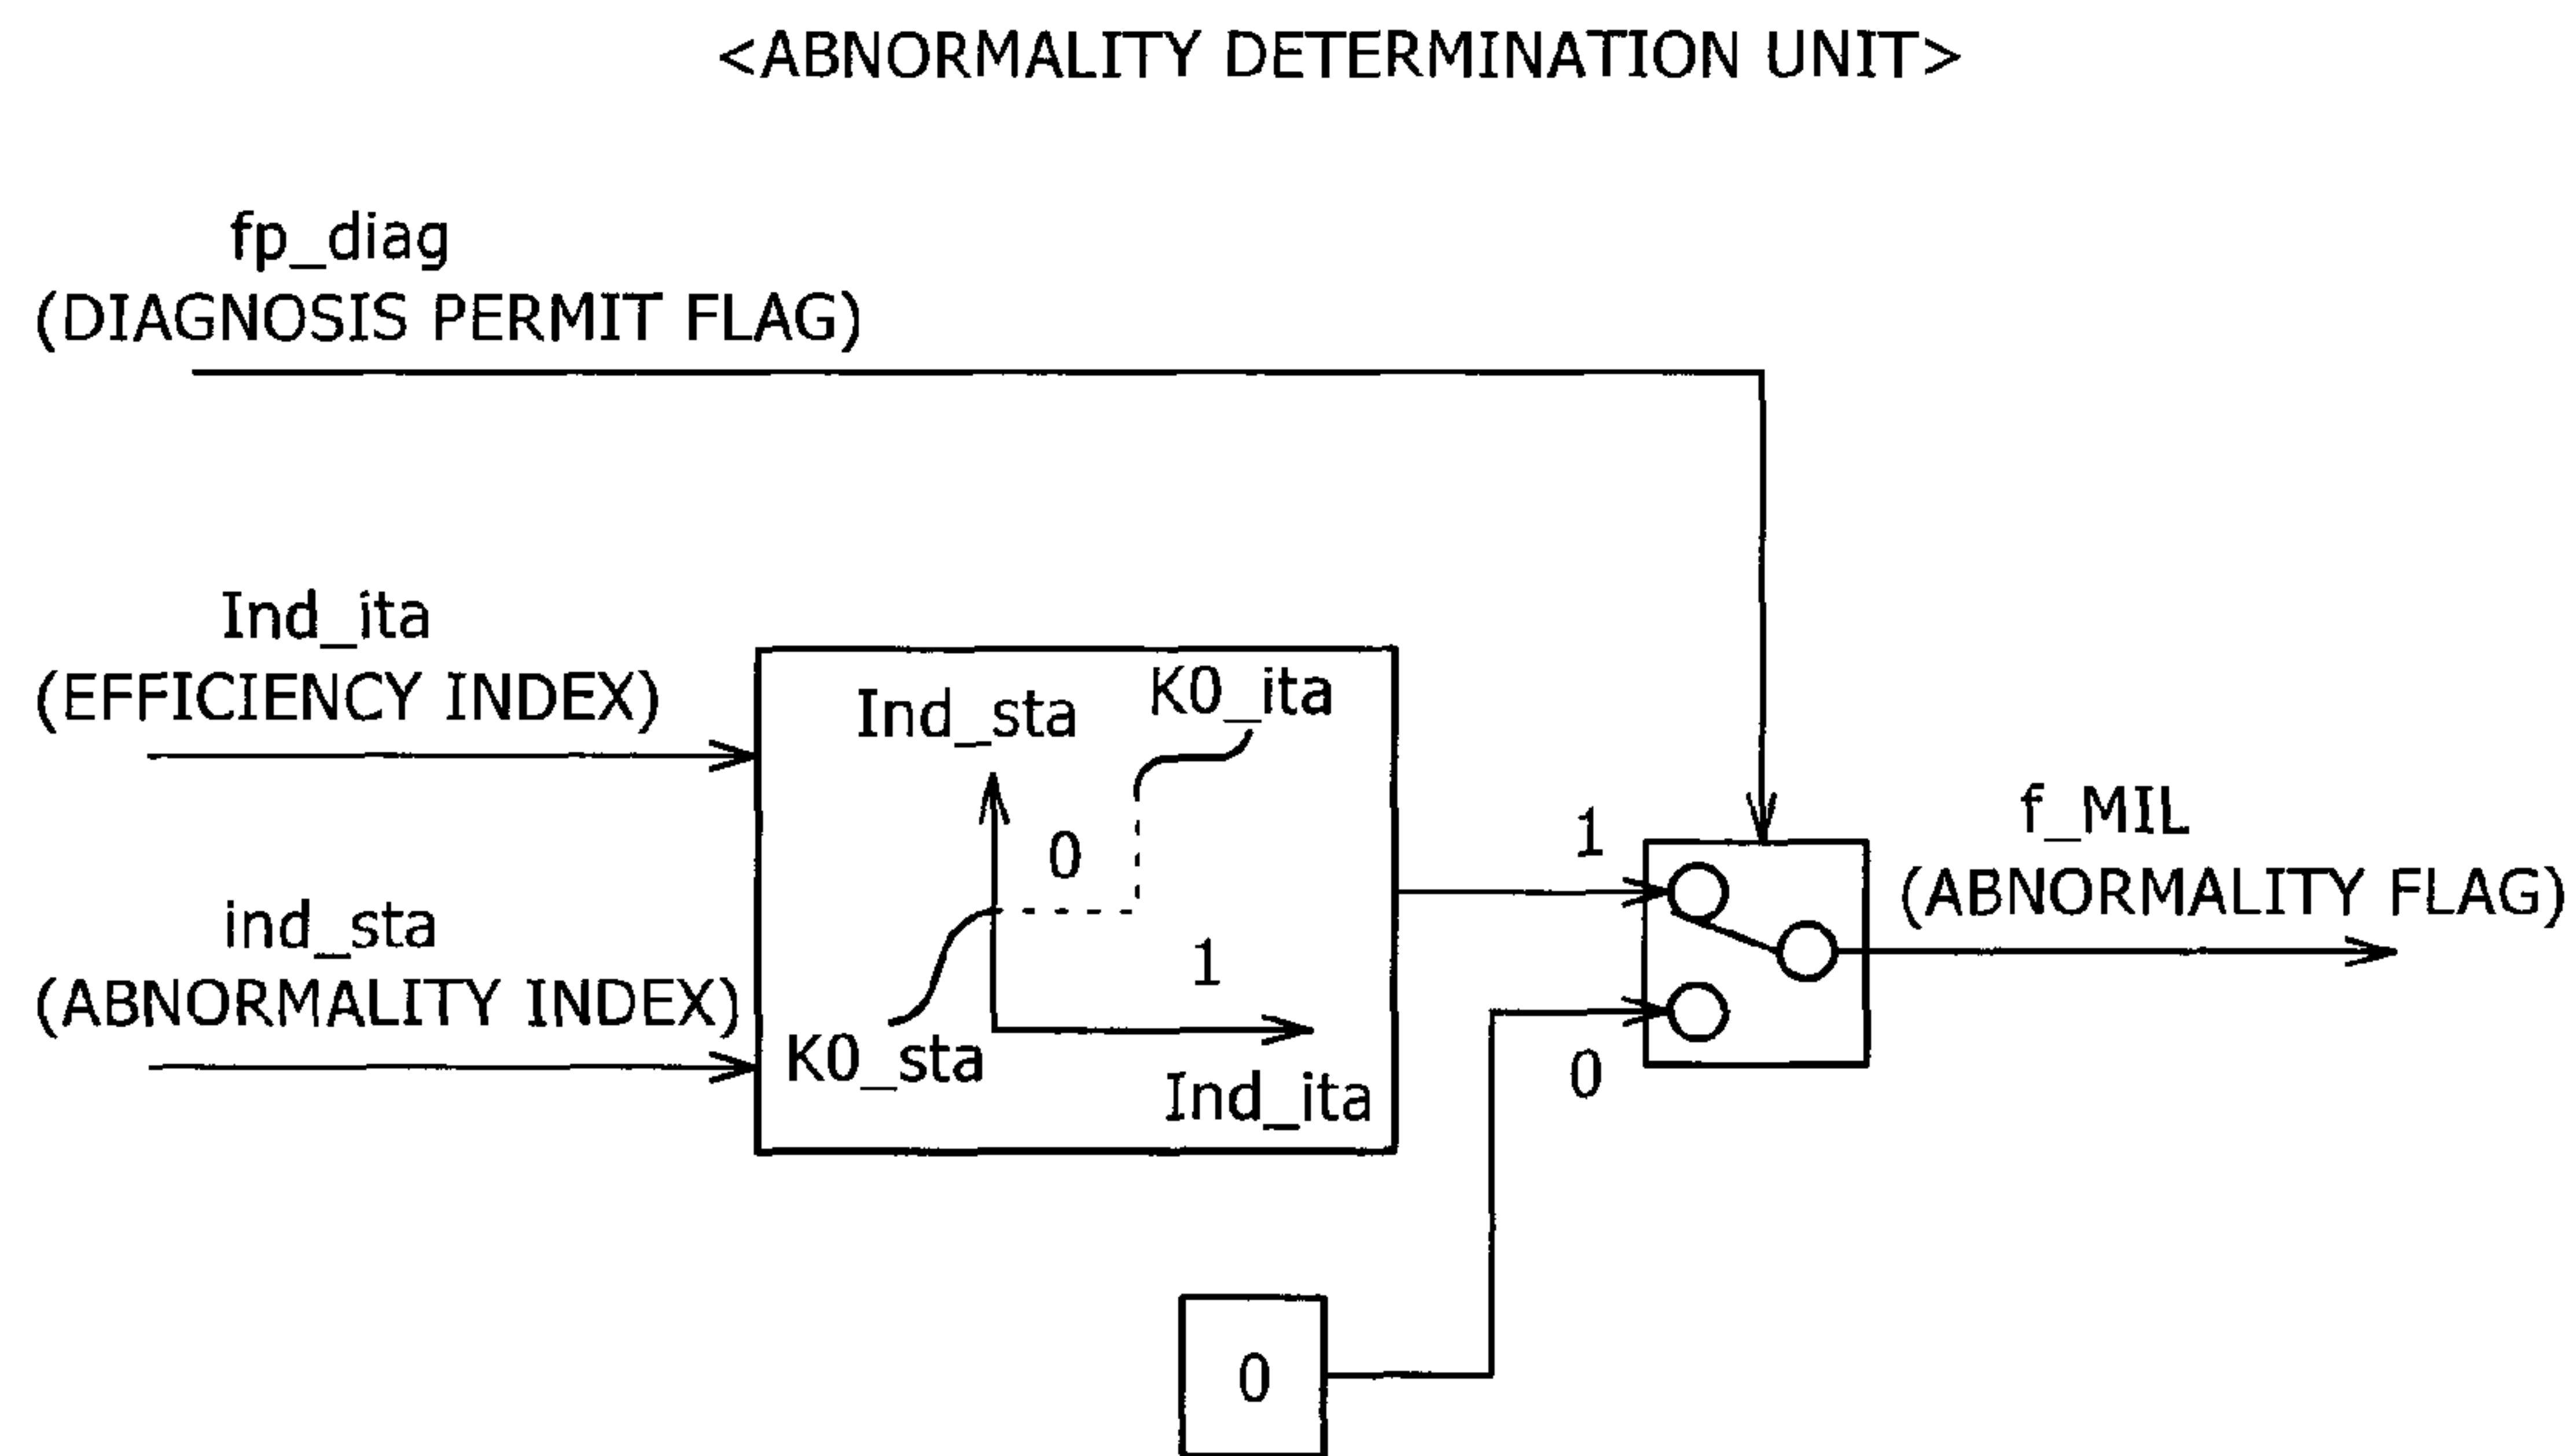 <ABNORMALITY DETERMINATION UNIT>
fp_diag
(DIAGNOSIS PERMIT FLAG)
Ind_ita
(EFFICIENCY INDEX)
ind_sta
(ABNORMALITY INDEX)
Ind_sta
K0_ita
0
1
K0_sta
Ind_ita
1
0
f_MIL
(ABNORMALITY FLAG)
0